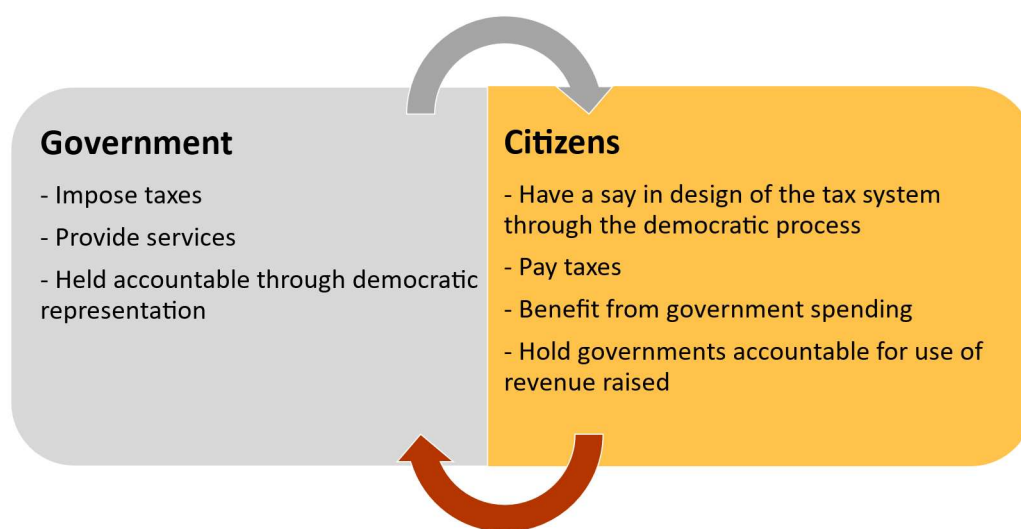 Government
- Impose taxes
- Provide services
- Held accountable through democratic
representation
Citizens
- Have a say in design of the tax system
through the democratic process
- Pay taxes
- Benefit from government spending
- Hold governments accountable for use of
revenue raised